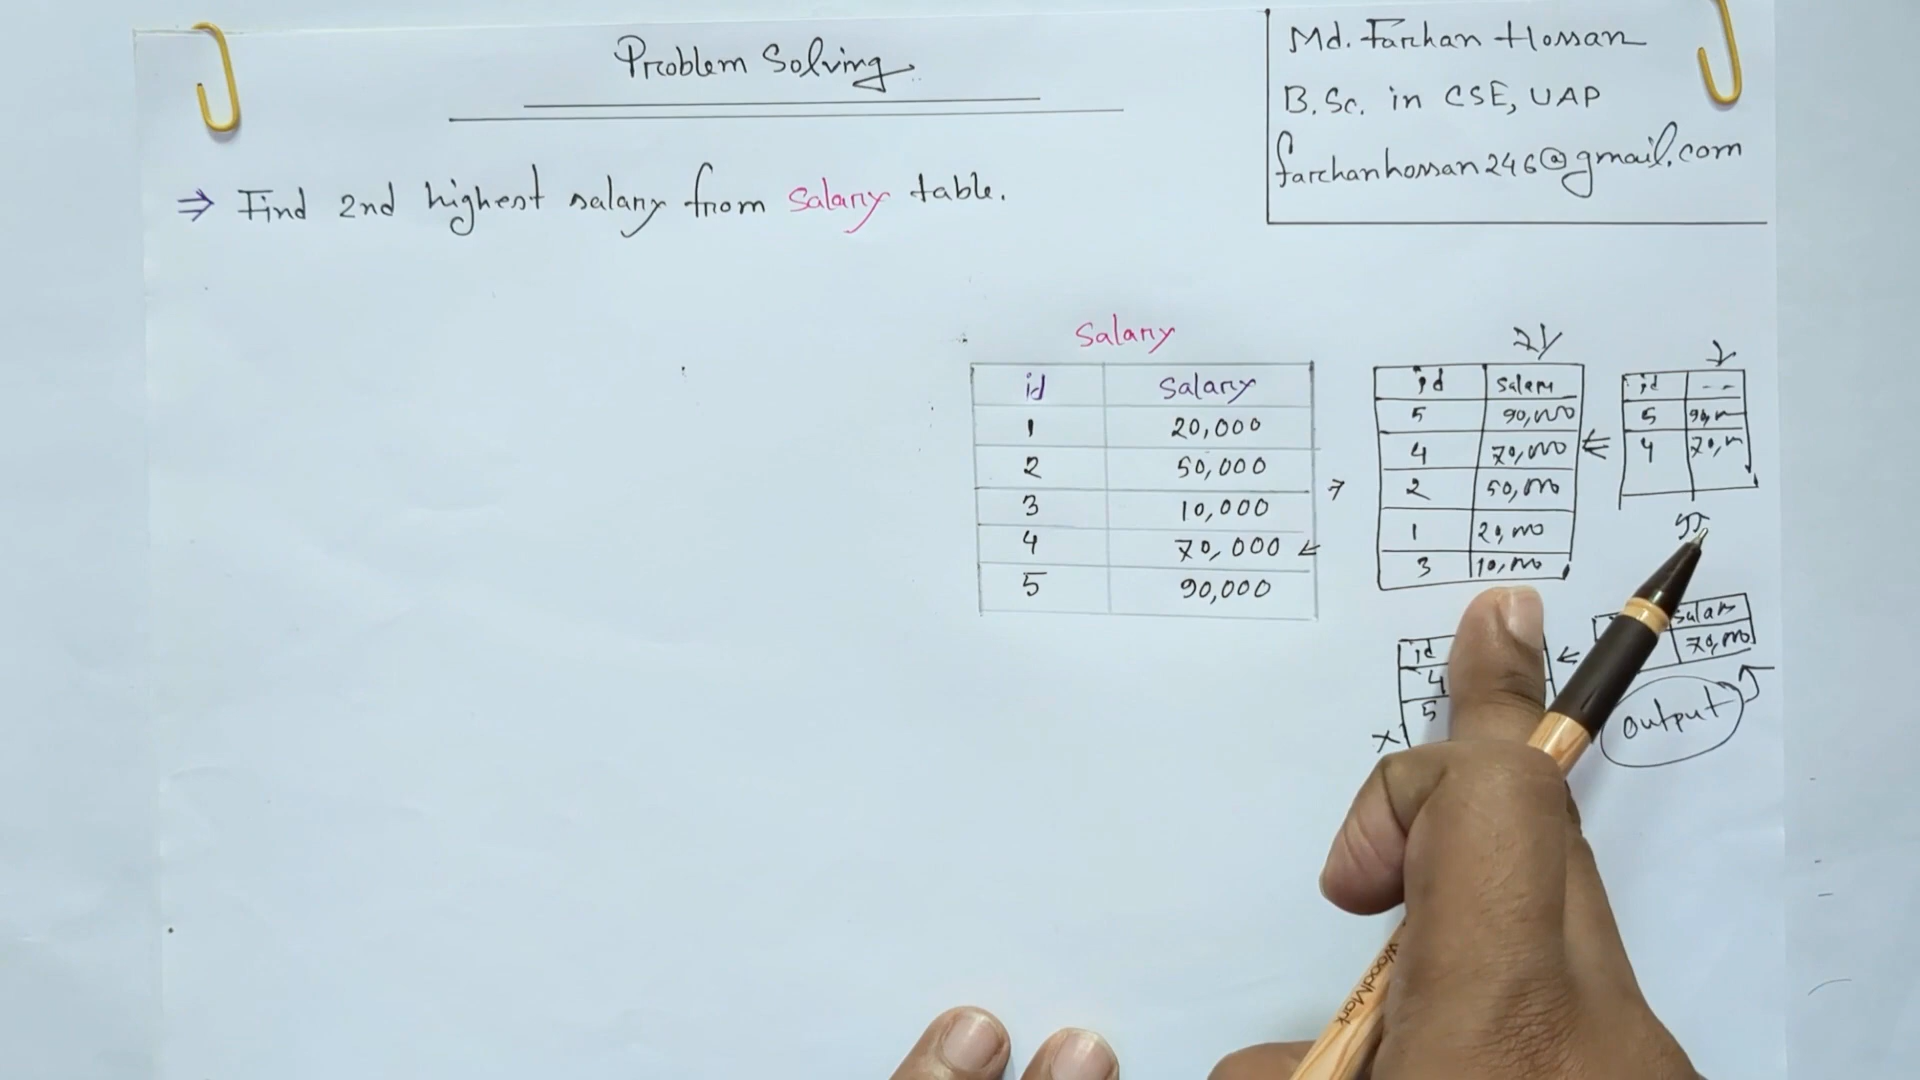 Problem Solving
Md. Farhan Hossan
B.Sc. in CSE, UAP
farhanhossan246@gmail.com
⇒ Find 2nd highest salary from Salary table.
Salary
id salary
1 20,000
2 50,000
3 10,000
4 70,000
5 90,000
id salary
5 90,000
4 70,000
2 50,000
1 20,000
3 10,000
id --
5
4
salary
70,000
id
4
5
output
WoodMark